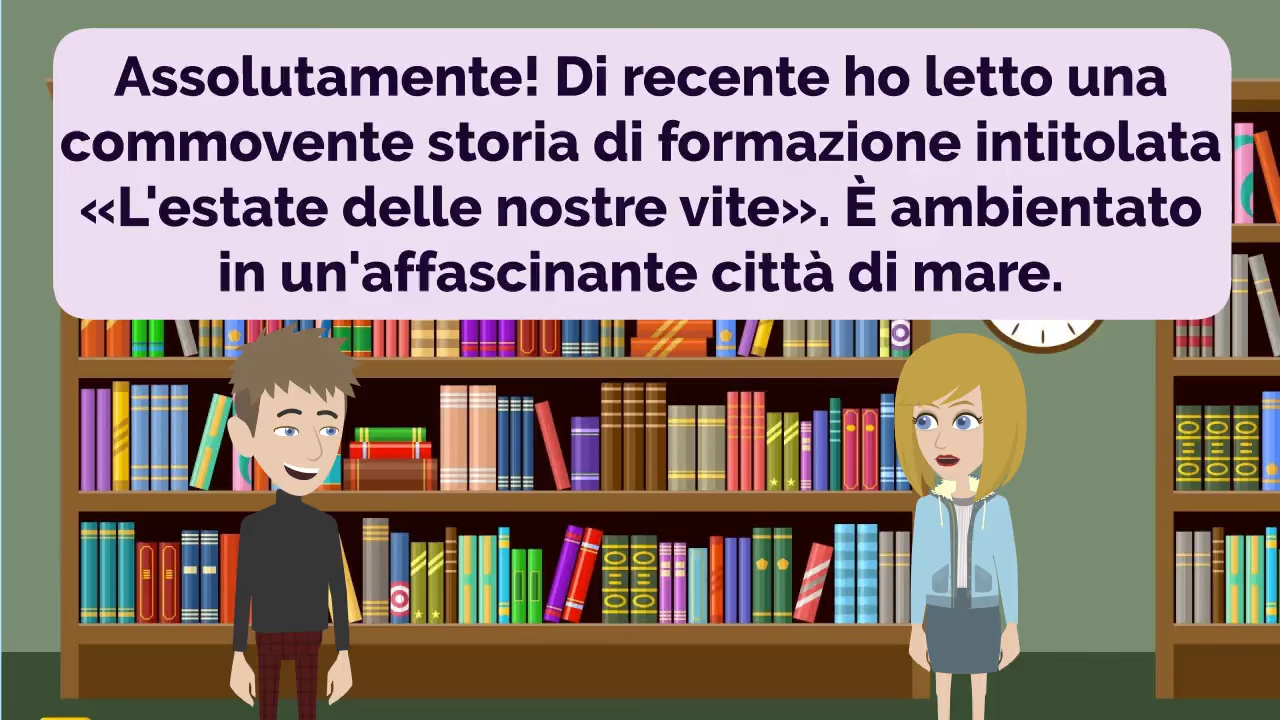 Assolutamente! Di recente ho letto una
commovente storia di formazione intitolata
«L'estate delle nostre vite». È ambientato
in un'affascinante città di mare.